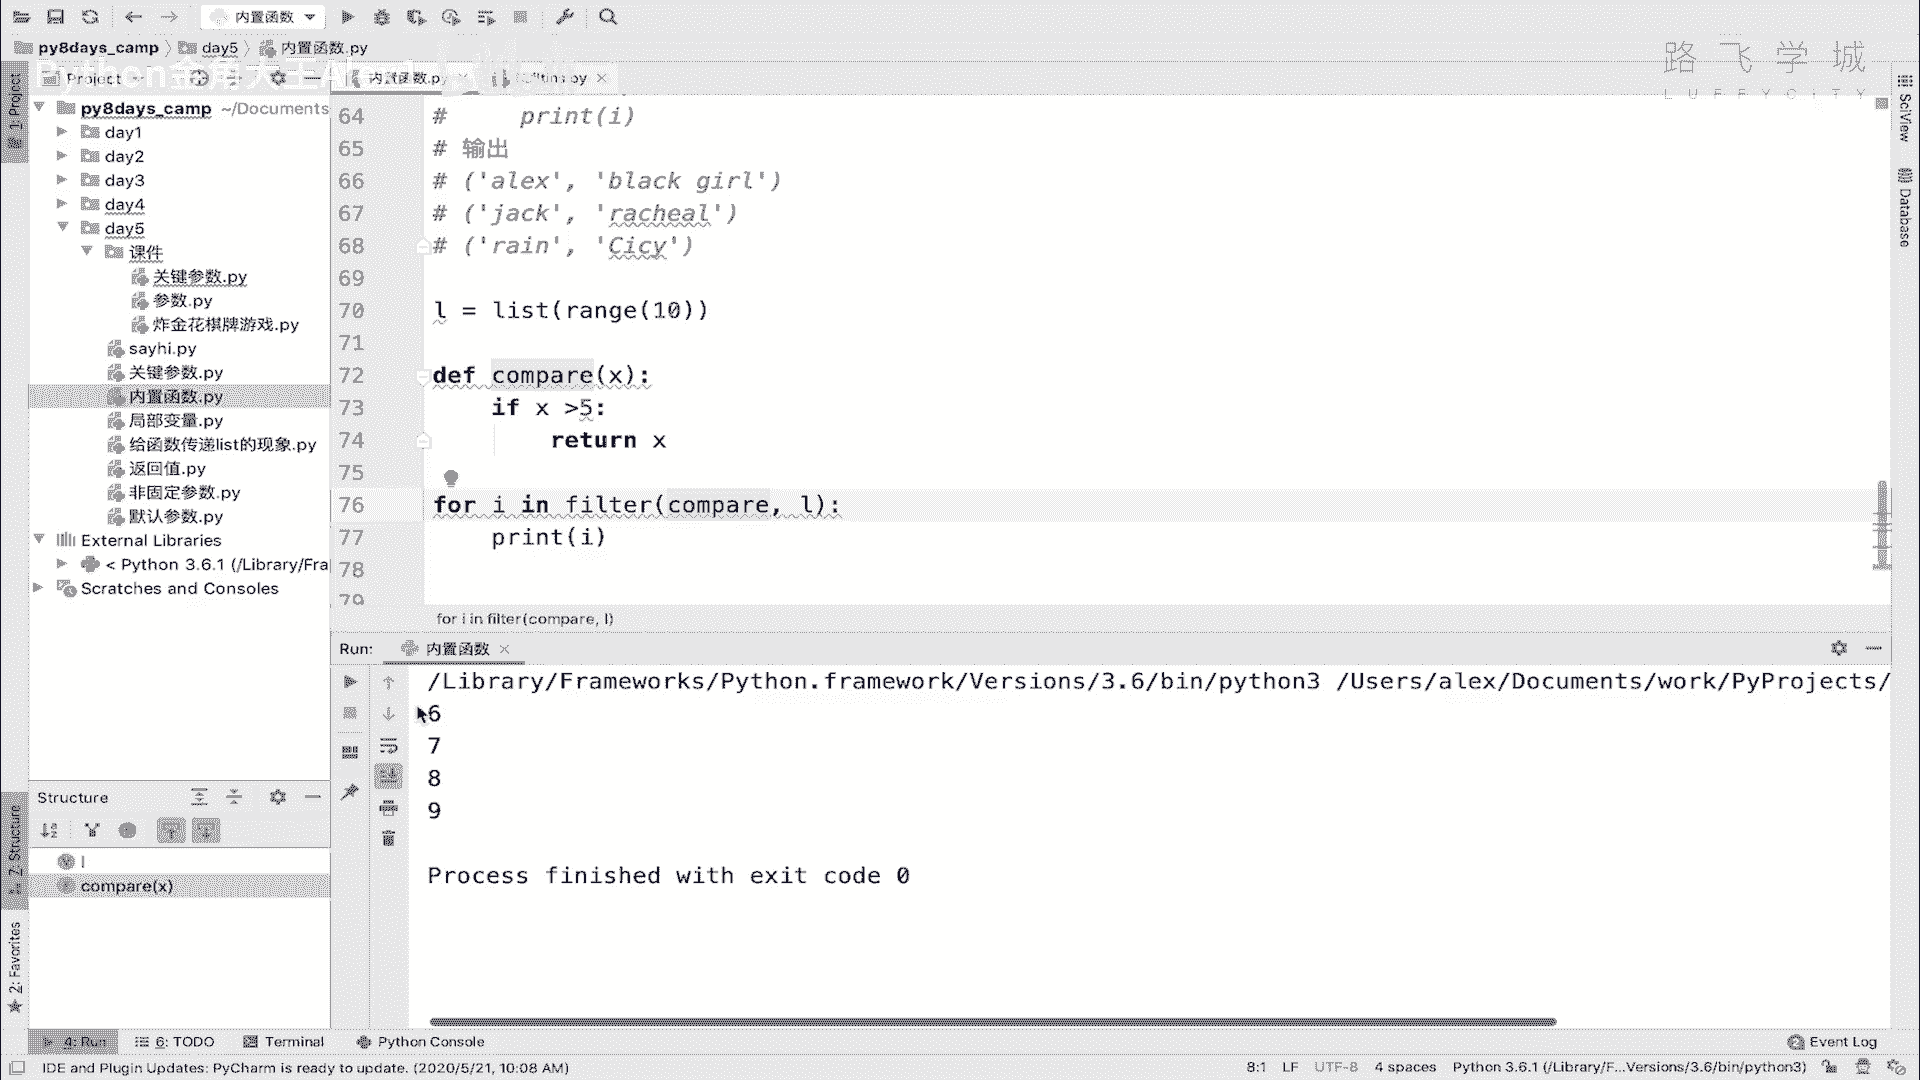 内置函数
py8days_camp
day5
内置函数.py
路 飞 学 城
L U F F Y C I T Y
1: Project
Project
内置函数.py
py8days_camp ~/Documents
day1
day2
day3
day4
day5
课件
关键参数.py
参数.py
炸金花棋牌游戏.py
sayhi.py
关键参数.py
内置函数.py
局部变量.py
给函数传递list的现象.py
返回值.py
非固定参数.py
默认参数.py
External Libraries
< Python 3.6.1 (/Library/Fra
Scratches and Consoles
64 #     print(i)
65 # 输出
66 # ('alex', 'black girl')
67 # ('jack', 'racheal')
68 # ('rain', 'Cicy')
69
70 l = list(range(10))
71
72 def compare(x):
73     if x >5:
74         return x
75
76 for i in filter(compare, l):
77     print(i)
78
79
for i in filter(compare, l)
SciView
Database
Run:
内置函数
/Library/Frameworks/Python.framework/Versions/3.6/bin/python3 /Users/alex/Documents/work/PyProjects/
6
7
8
9
Process finished with exit code 0
Structure
l
compare(x)
7: Structure
2: Favorites
4: Run
6: TODO
Terminal
Python Console
Event Log
IDE and Plugin Updates: PyCharm is ready to update. (2020/5/21, 10:08 AM)
8:1
LF
UTF-8
4 spaces
Python 3.6.1 (/Library/F...Versions/3.6/bin/python3)